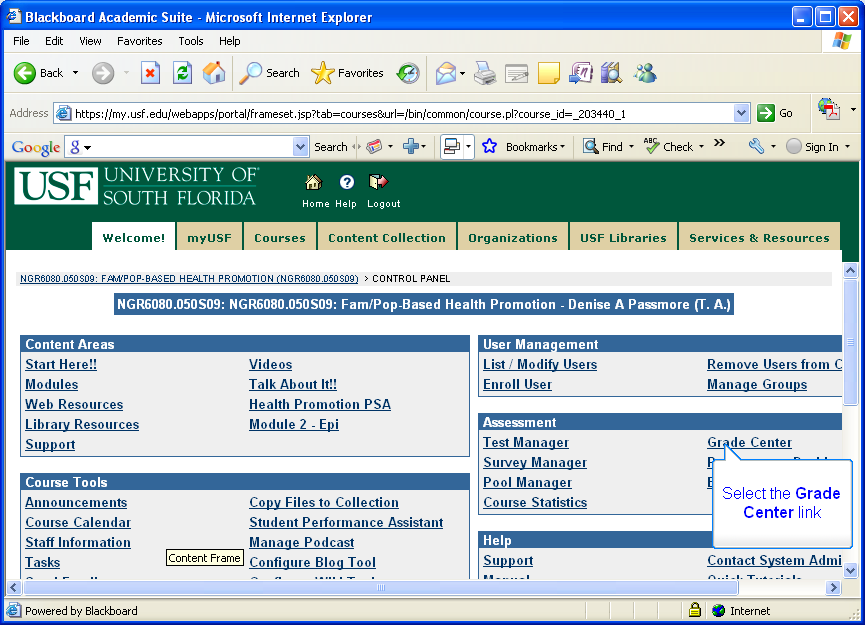 Blackboard Academic Suite - Microsoft Internet Explorer
File Edit View Favorites Tools Help
Back Search Favorites
Address https://my.usf.edu/webapps/portal/frameset.jsp?tab=courses&url=/bin/common/course.pl?course_id=_203440_1 Go
Google Search Bookmarks Find Check Sign In
USF UNIVERSITY OF
SOUTH FLORIDA
Home Help Logout
Welcome! myUSF Courses Content Collection Organizations USF Libraries Services & Resources
NGR6080.050S09: FAM/POP-BASED HEALTH PROMOTION (NGR6080.050S09) > CONTROL PANEL
NGR6080.050S09: NGR6080.050S09: Fam/Pop-Based Health Promotion - Denise A Passmore (T. A.)
Content Areas
Start Here!! Videos
Modules Talk About It!!
Web Resources Health Promotion PSA
Library Resources Module 2 - Epi
Support
Course Tools
Announcements Copy Files to Collection
Course Calendar Student Performance Assistant
Staff Information Manage Podcast
Tasks Configure Blog Tool
Content Frame
User Management
List / Modify Users Remove Users from C
Enroll User Manage Groups
Assessment
Test Manager Grade Center
Survey Manager
Pool Manager
Course Statistics
Select the Grade
Center link
Help
Support Contact System Admi
Manual Quick Tutorials
Powered by Blackboard Internet